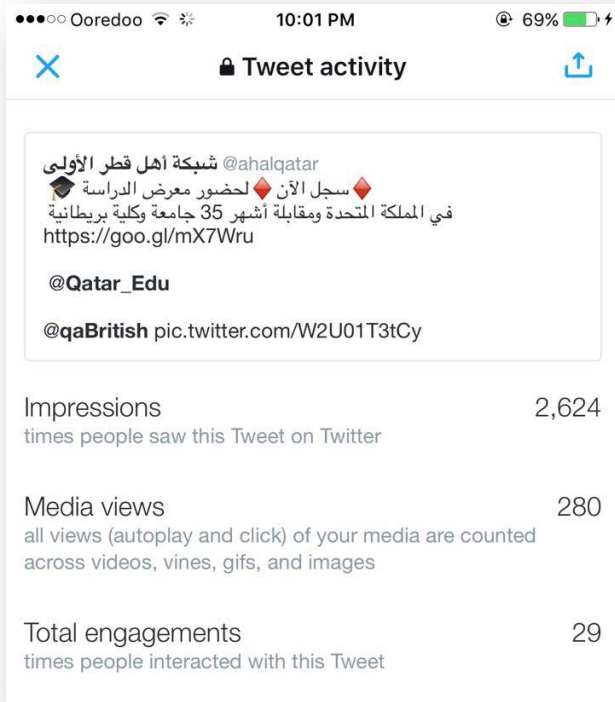 Ooredoo 10:01 PM 69%
Tweet activity
شبكة أهل قطر الأولى @ahalqatar
♦️سجل الآن♦️لحضور معرض الدراسة 🎓
في المملكة المتحدة ومقابلة أشهر 35 جامعة وكلية بريطانية
https://goo.gl/mX7Wru
@Qatar_Edu
@qaBritish pic.twitter.com/W2U01T3tCy
Impressions 2,624
times people saw this Tweet on Twitter
Media views 280
all views (autoplay and click) of your media are counted
across videos, vines, gifs, and images
Total engagements 29
times people interacted with this Tweet